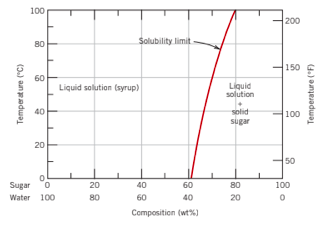 100
80
60
40
20
0
Temperature (°C)
Solubility limit
Liquid solution (syrup)
Liquid
solution
+
solid
sugar
200
150
100
50
Temperature (°F)
Sugar 0 20 40 60 80 100
Water 100 80 60 40 20 0
Composition (wt%)